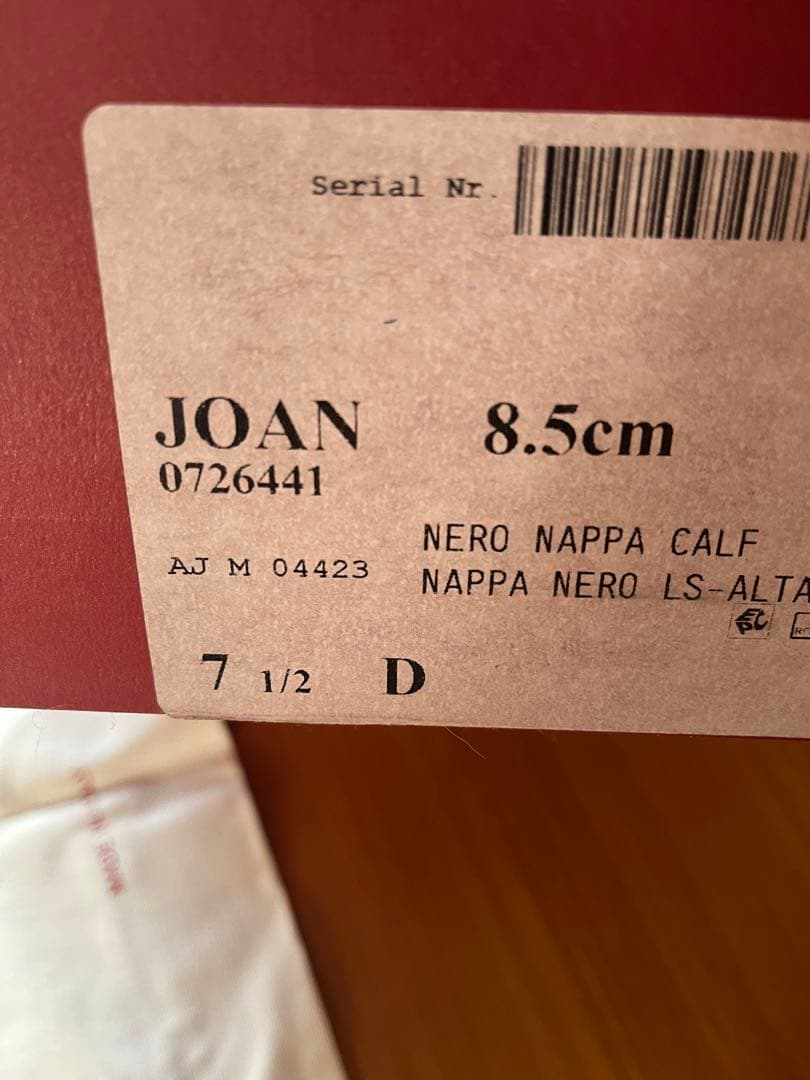 Serial Nr.
JOAN 8.5cm
0726441
NERO NAPPA CALF
AJ M 04423
NAPPA NERO LS-ALTA
7 1/2 D